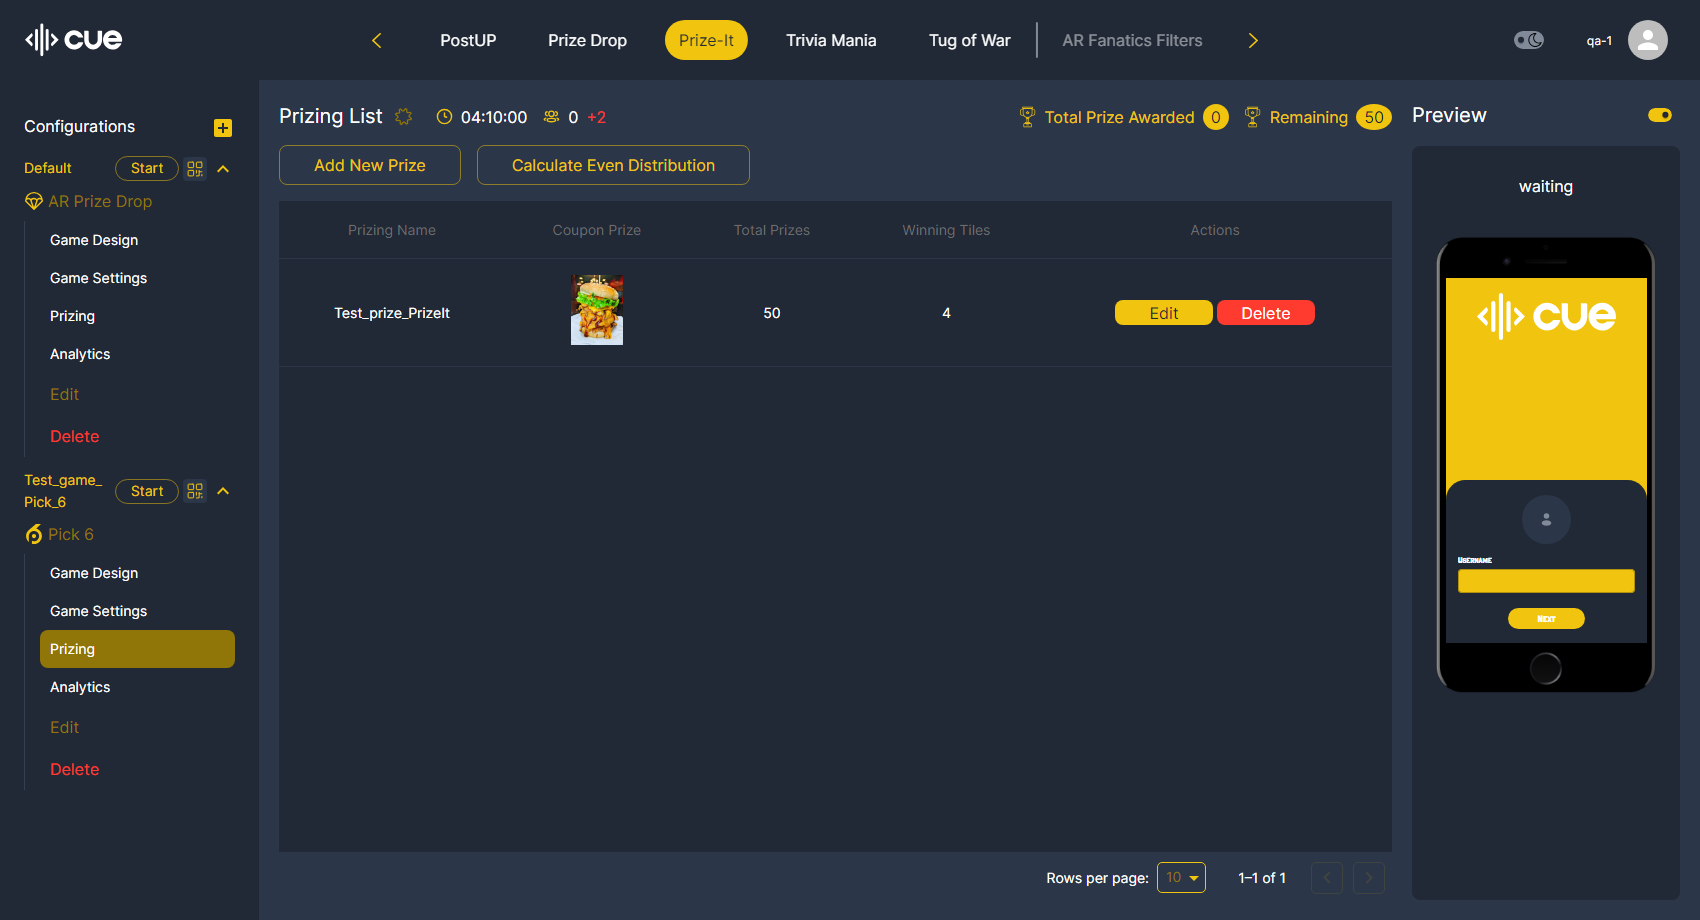 cue
PostUP
Prize Drop
Prize-It
Trivia Mania
Tug of War
AR Fanatics Filters
qa-1
Configurations
Default
Start
AR Prize Drop
Game Design
Game Settings
Prizing
Analytics
Edit
Delete
Test_game_
Pick_6
Start
Pick 6
Game Design
Game Settings
Prizing
Analytics
Edit
Delete
Prizing List
04:10:00
0 +2
Total Prize Awarded 0
Remaining 50
Add New Prize
Calculate Even Distribution
Prizing Name
Coupon Prize
Total Prizes
Winning Tiles
Actions
Test_prize_PrizeIt
50
4
Edit
Delete
Rows per page: 10
1–1 of 1
Preview
waiting
cue
Username
Next